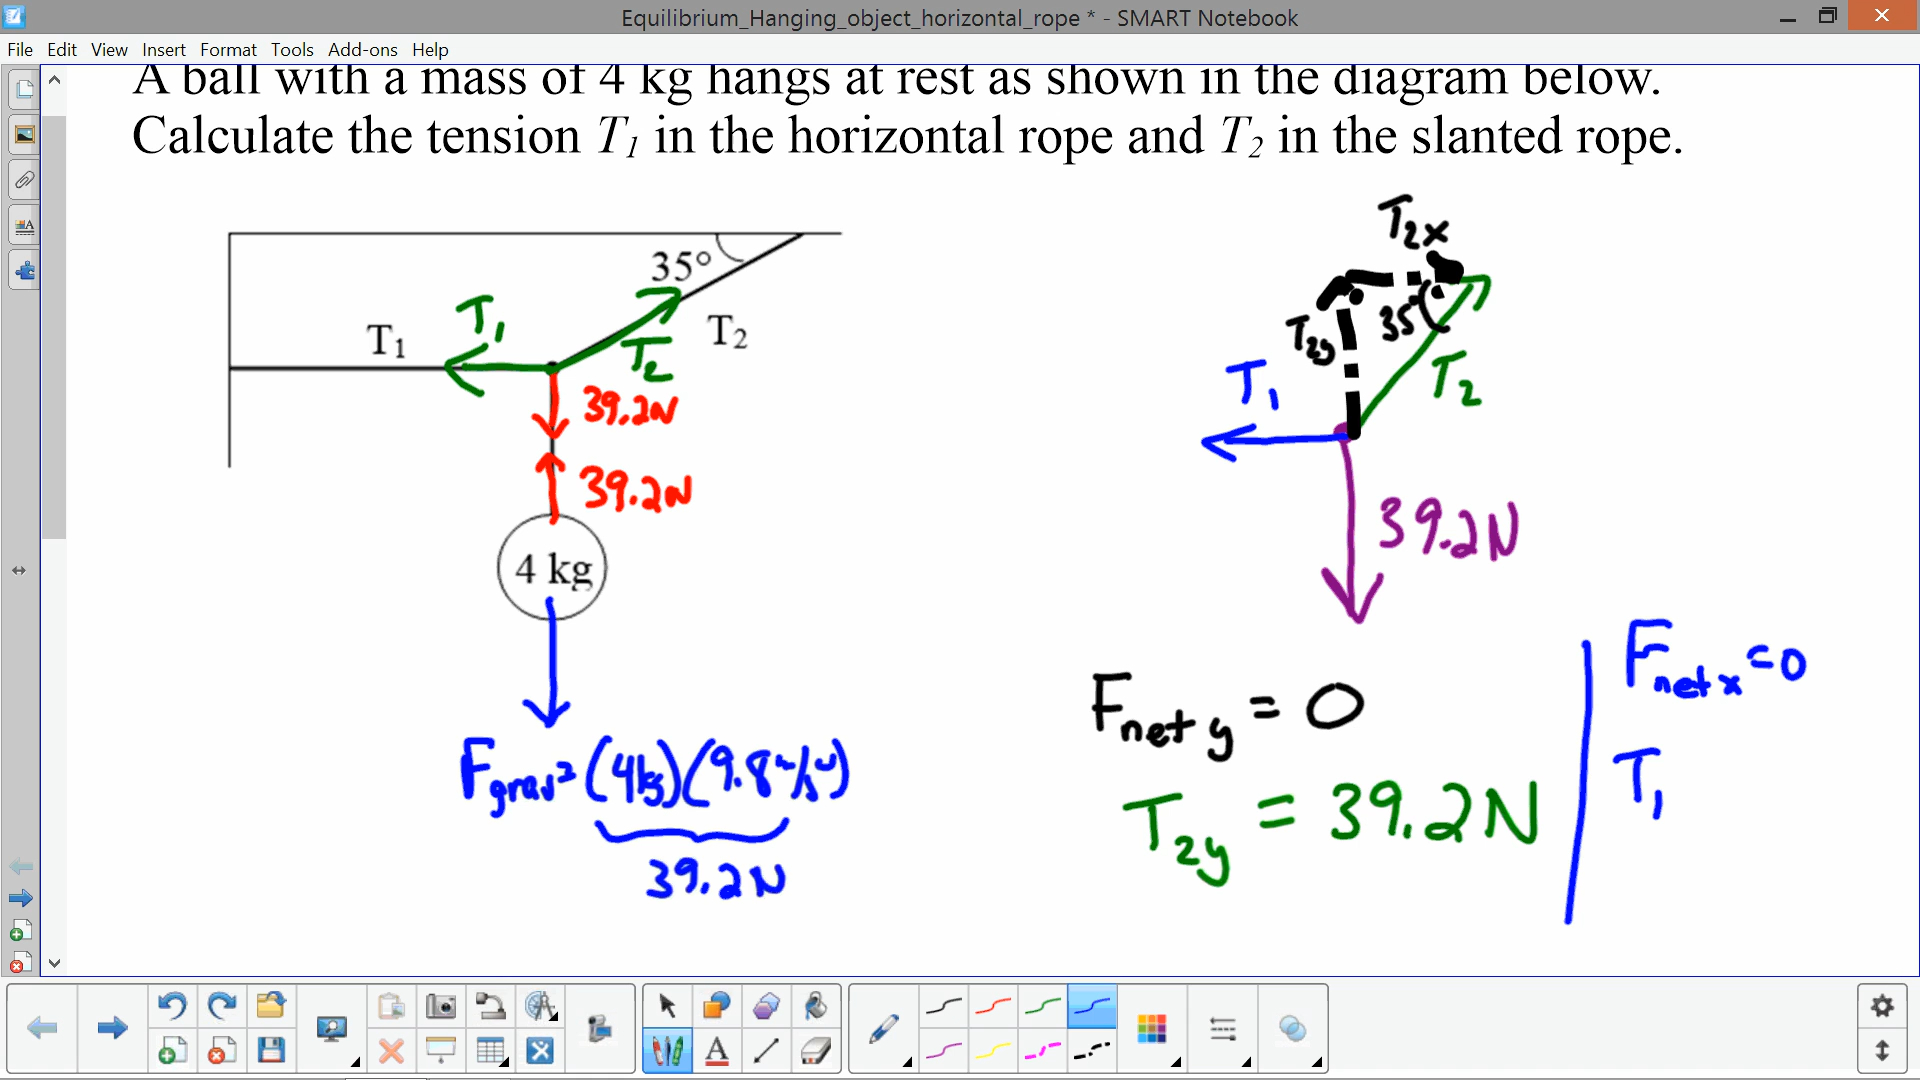 Equilibrium_Hanging_object_horizontal_rope * - SMART Notebook
File Edit View Insert Format Tools Add-ons Help
A ball with a mass of 4 kg hangs at rest as shown in the diagram below.
Calculate the tension T1 in the horizontal rope and T2 in the slanted rope.
35°
T1
T1
T2
T2
39.2N
39.2N
4 kg
Fgrav = (4kg)(9.8 m/s²)
39.2N
T2x
35°
T2y
T1
T2
39.2N
Fnet y = 0
T2y = 39.2N
Fnet x = 0
T1